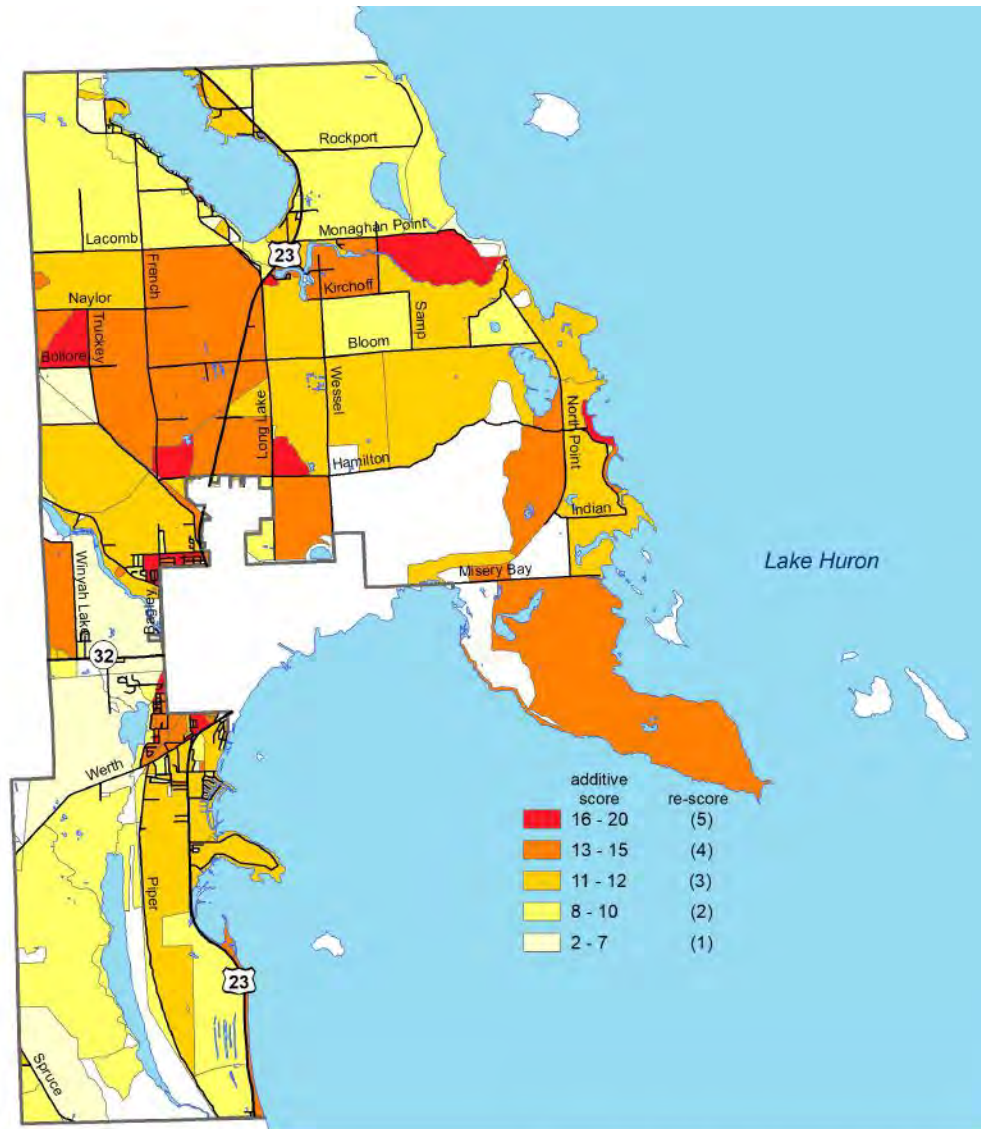 Rockport
Monaghan Point
Lacomb
23
French
Kirchoff
Naylor
Samp
Truckey
Bloom
Bollore
Wessel
Long Lake
North Point
Hamilton
Indian
Lake Huron
Misery Bay
Winyah Lake
Bagley
32
Werth
additive
score re-score
16 - 20 (5)
13 - 15 (4)
11 - 12 (3)
8 - 10 (2)
2 - 7 (1)
Piper
23
Spruce